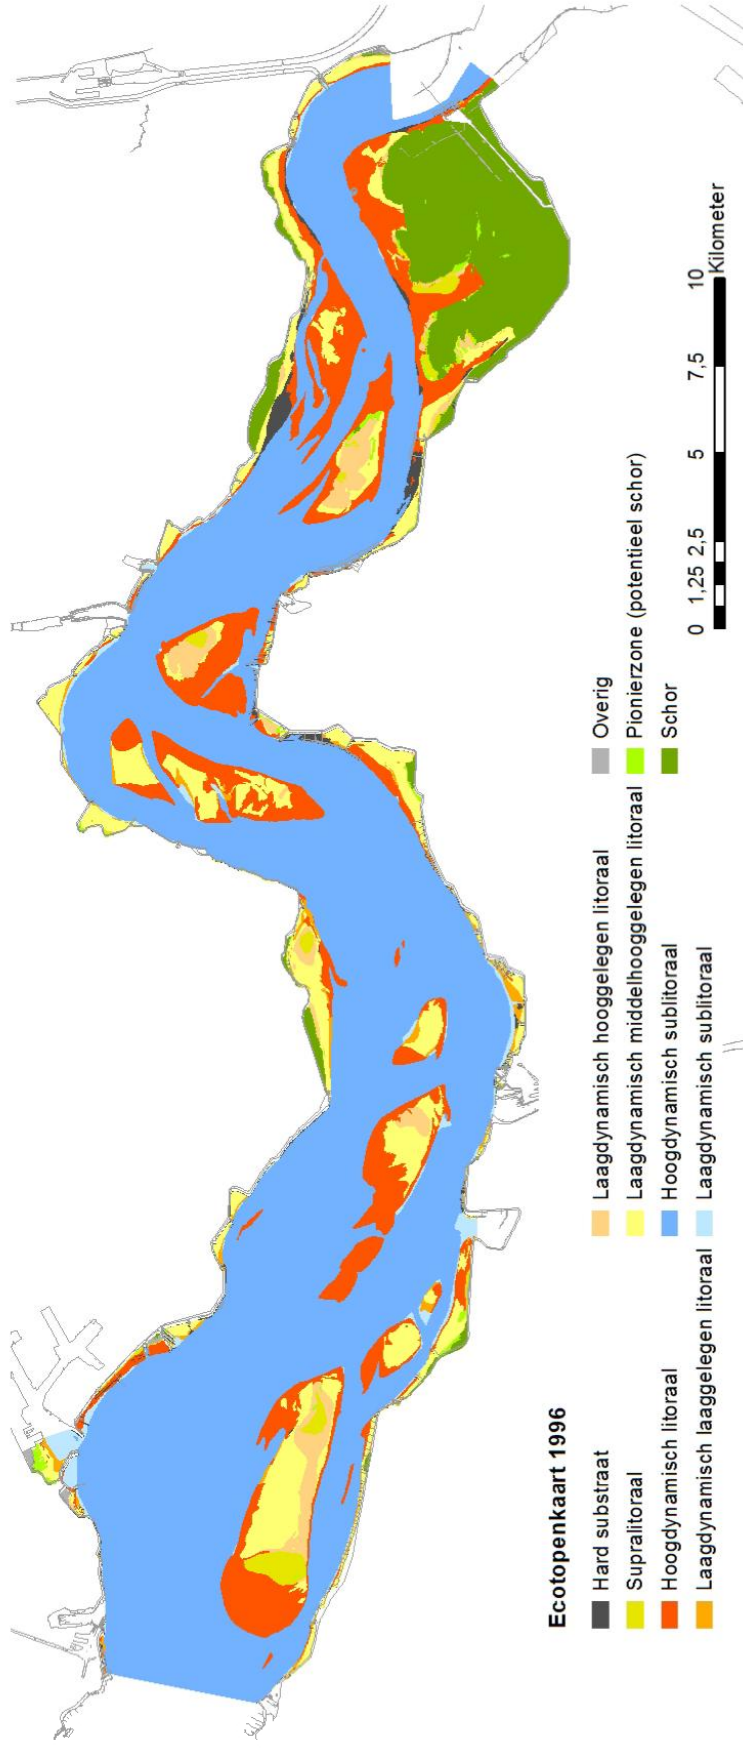 Ecotopenkaart 1996
Hard substraat
Supralitoraal
Hoogdynamisch litoraal
Laagdynamisch laaggelegen litoraal
Laagdynamisch hooggelegen litoraal
Laagdynamisch middelhooggelegen litoraal
Hoogdynamisch sublitoraal
Laagdynamisch sublitoraal
Overig
Pionierzone (potentieel schor)
Schor
0 1,25 2,5 5 7,5 10
Kilometer